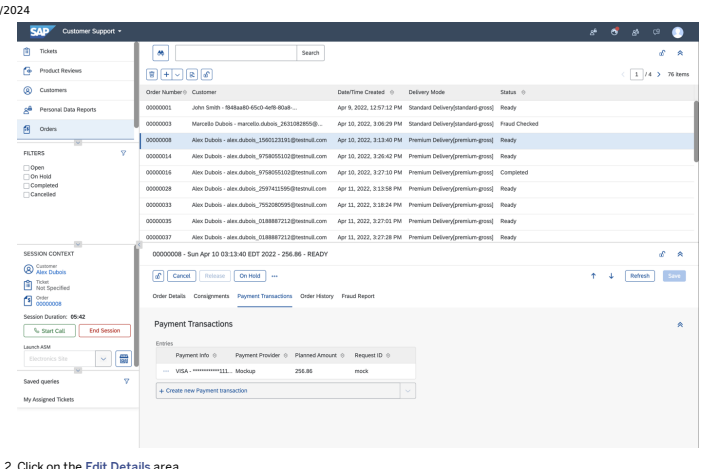 /2024
SAP Customer Support
Tickets
Product Reviews
Customers
Personal Data Reports
Orders
FILTERS
Open
On Hold
Completed
Cancelled
SESSION CONTEXT
Customer
Alex Dubois
Ticket
Not Specified
Order
00000008
Session Duration: 05:42
Start Call End Session
Launch ASM
Electronics Site
Saved queries
My Assigned Tickets
Search
1 / 4 > 76 items
Order Number Customer Date/Time Created Delivery Mode Status
00000001 John Smith - f848aa80-65c0-4ef8-80a8-... Apr 9, 2022, 12:57:12 PM Standard Delivery[standard-gross] Ready
00000003 Marcello Dubois - marcello.dubois_2631082855@... Apr 10, 2022, 3:06:29 PM Standard Delivery[standard-gross] Fraud Checked
00000008 Alex Dubois - alex.dubois_1560123191@testnull.com Apr 10, 2022, 3:13:40 PM Premium Delivery[premium-gross] Ready
00000014 Alex Dubois - alex.dubois_9758055102@testnull.com Apr 10, 2022, 3:26:42 PM Premium Delivery[premium-gross] Ready
00000016 Alex Dubois - alex.dubois_9758055102@testnull.com Apr 10, 2022, 3:27:10 PM Premium Delivery[premium-gross] Completed
00000028 Alex Dubois - alex.dubois_2597411595@testnull.com Apr 11, 2022, 3:13:58 PM Premium Delivery[premium-gross] Ready
00000033 Alex Dubois - alex.dubois_7552080595@testnull.com Apr 11, 2022, 3:18:24 PM Premium Delivery[premium-gross] Ready
00000035 Alex Dubois - alex.dubois_0188887212@testnull.com Apr 11, 2022, 3:27:01 PM Premium Delivery[premium-gross] Ready
00000037 Alex Dubois - alex.dubois_0188887212@testnull.com Apr 11, 2022, 3:27:28 PM Premium Delivery[premium-gross] Ready
00000008 - Sun Apr 10 03:13:40 EDT 2022 - 256.86 - READY
Cancel Release On Hold ... Refresh Save
Order Details Consignments Payment Transactions Order History Fraud Report
Payment Transactions
Entries
Payment Info Payment Provider Planned Amount Request ID
... VISA - ************111... Mockup 256.86 mock
+ Create new Payment transaction
2. Click on the Edit Details area